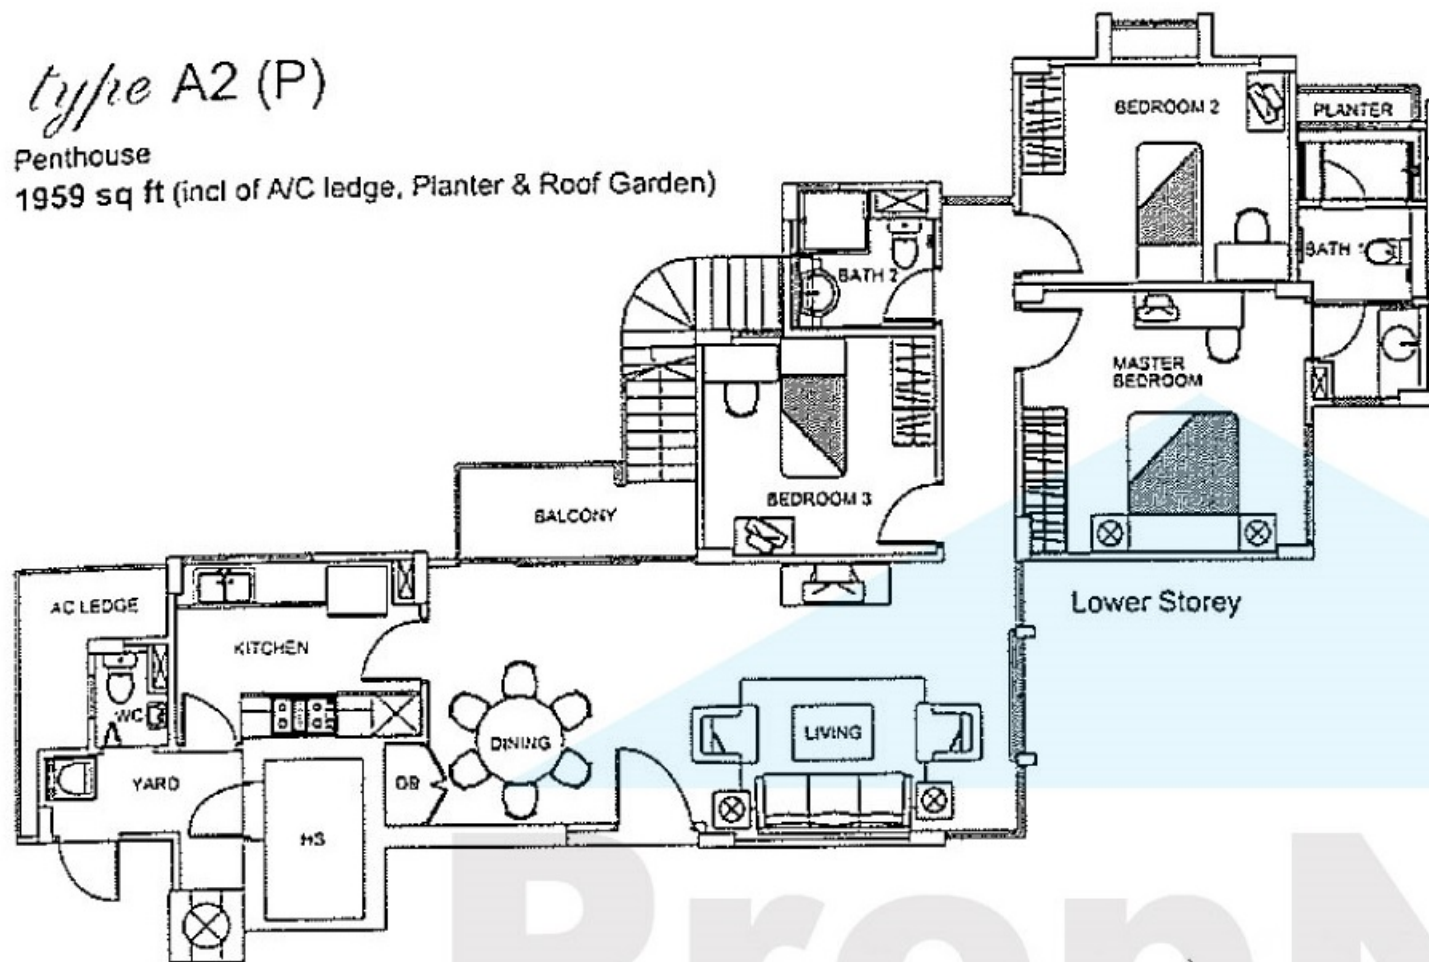 type A2 (P)
Penthouse
1959 sq ft (incl of A/C ledge, Planter & Roof Garden)
BEDROOM 2
PLANTER
BATH 2
BATH 1
MASTER
BEDROOM
BEDROOM 3
BALCONY
AC LEDGE
Lower Storey
KITCHEN
WC
DINING
LIVING
YARD
DB
HS
PropN